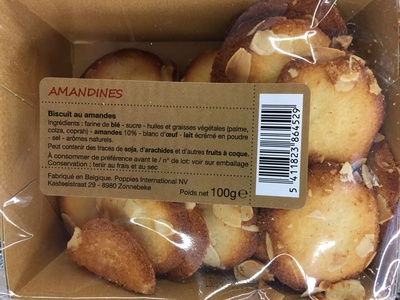 AMANDINES
Biscuit au amandes
Ingrédients : farine de blé - sucre - huiles et graisses végétales (palme,
colza, coprah) - amandes 10% - blanc d'œuf - lait écrémé en poudre
- sel - arômes naturels.
Peut contenir des traces de soja, d'arachides et d'autres fruits à coque.
À consommer de préférence avant le / n° de lot: voir sur emballage
Conservation : tenir au frais et au sec
Fabriqué en Belgique: Poppies International NV
Kasteelstraat 29 - 8980 Zonnebeke
Poids net 100g e
5 411823 864529